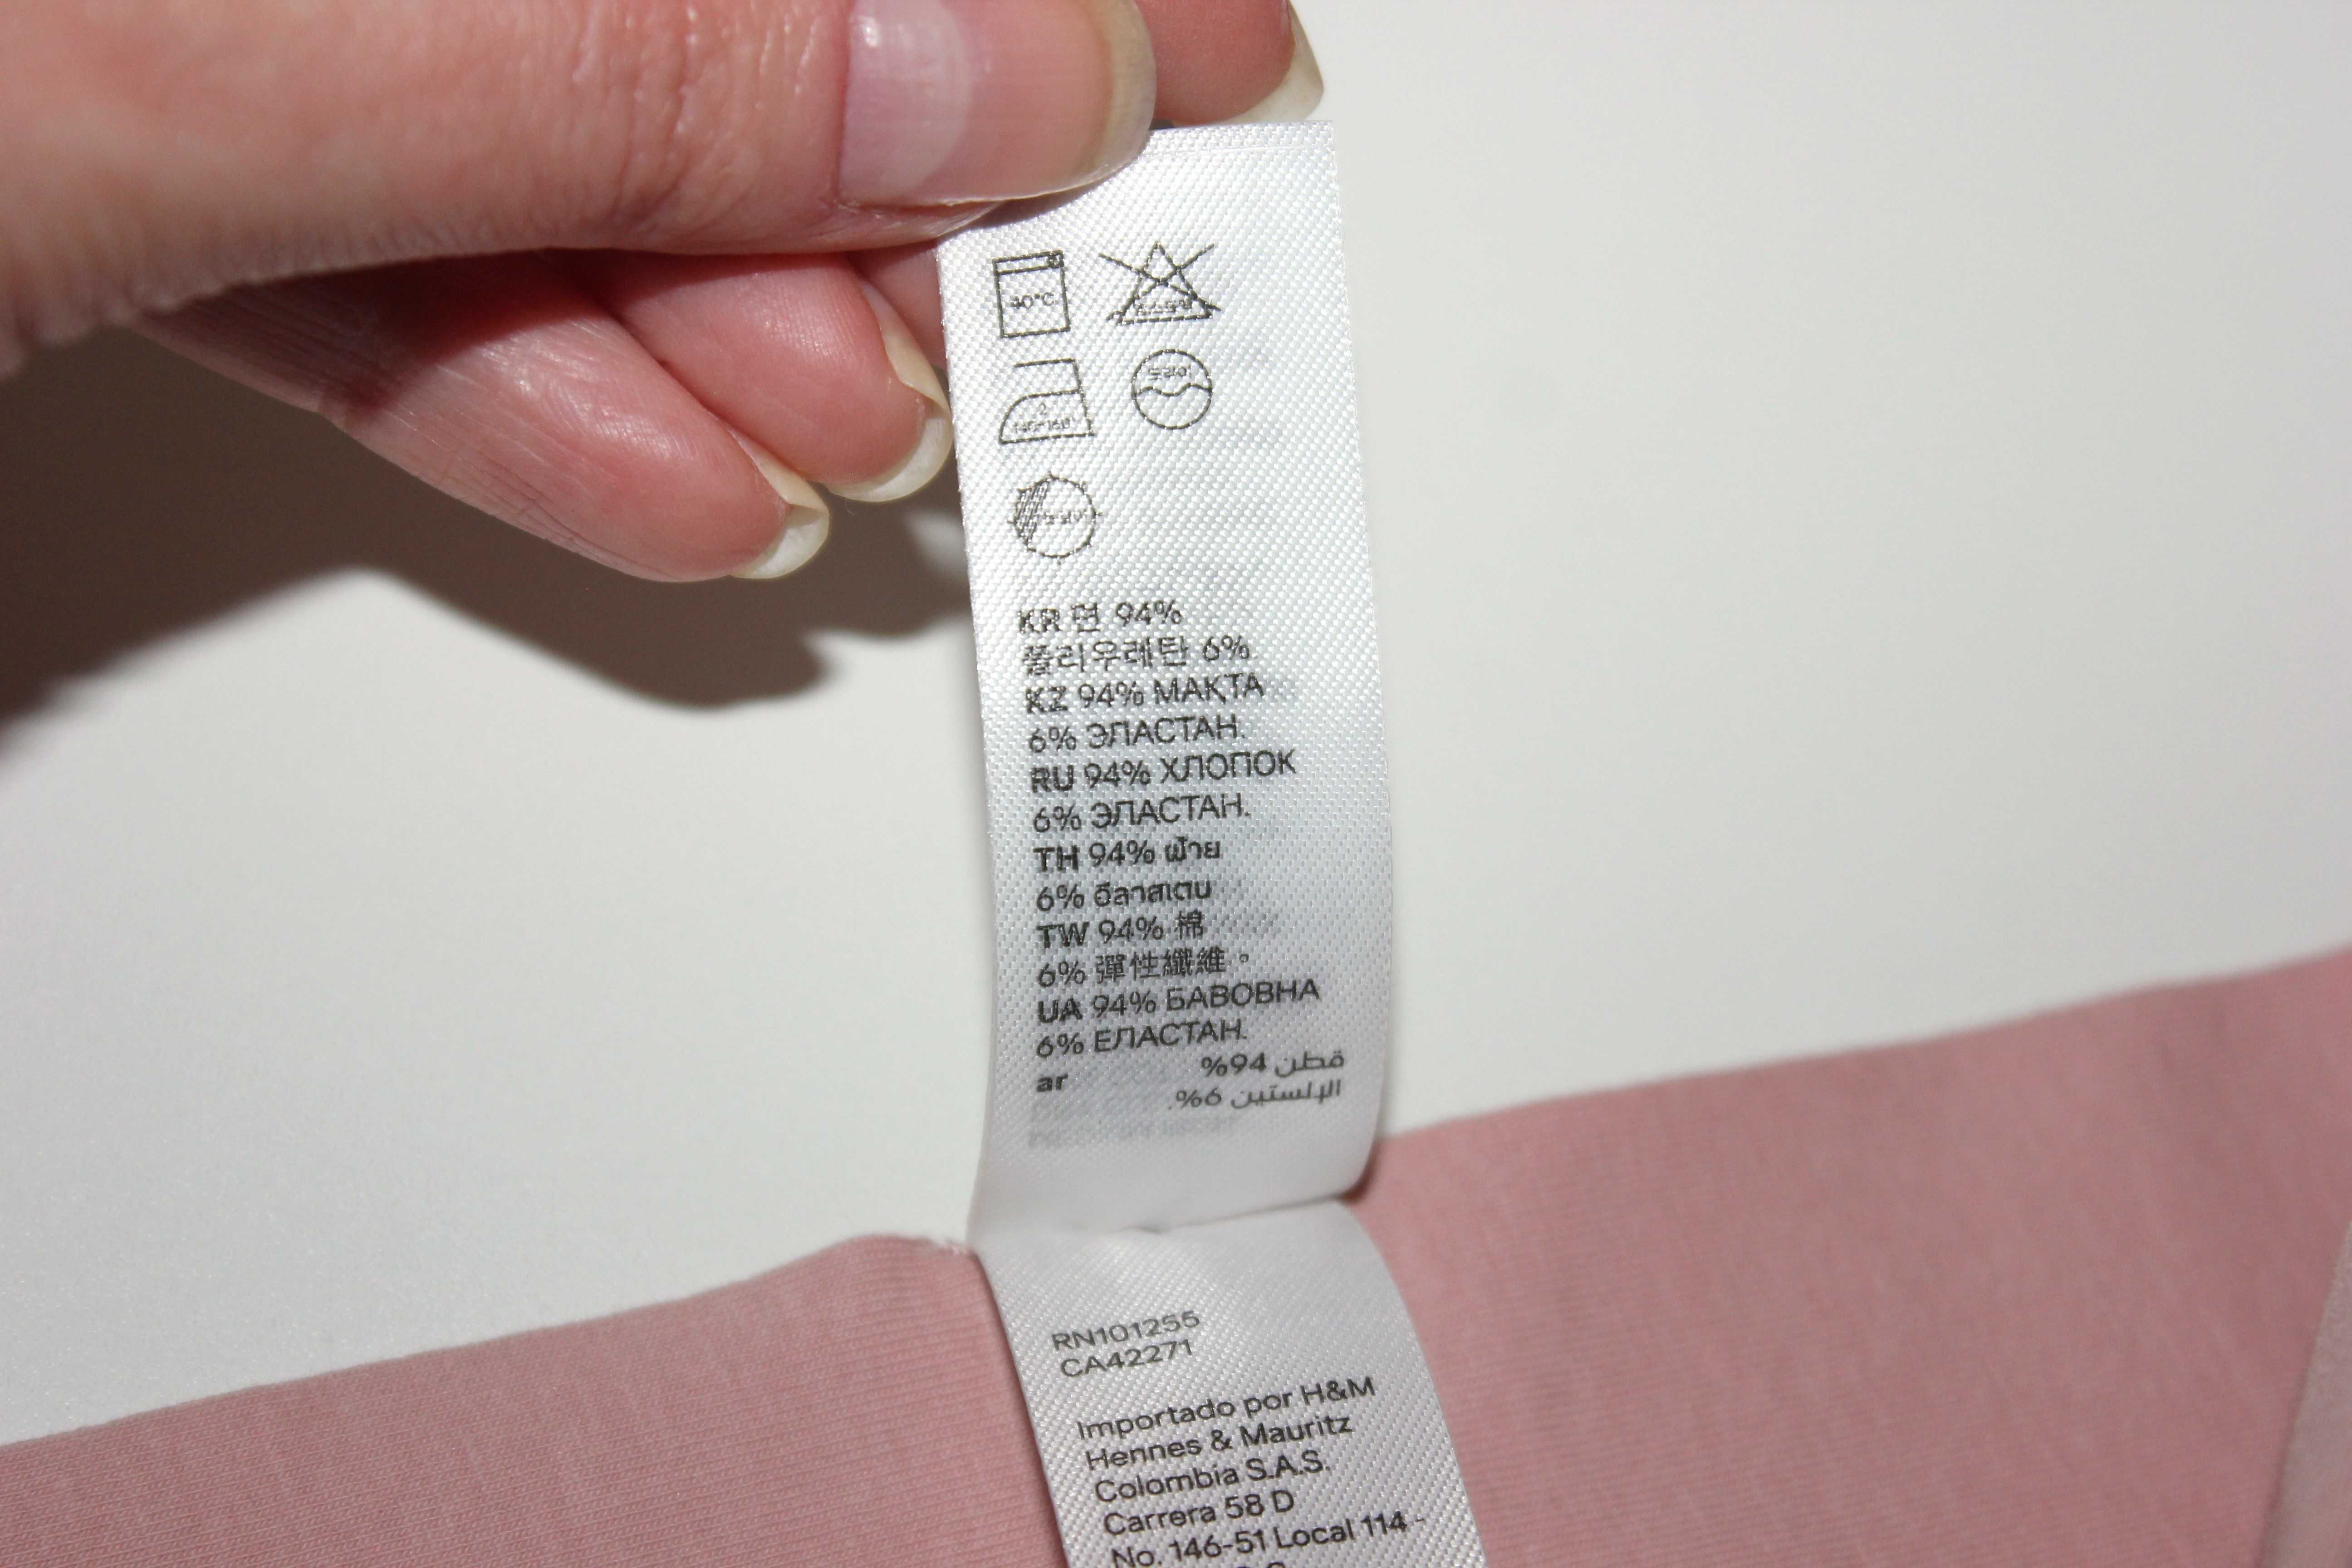 40°C
KR 면 94%
폴리우레탄 6%
KZ 94% МАҚТА
6% ЭЛАСТАН.
RU 94% ХЛОПОК
6% ЭЛАСТАН.
TH 94% ฝ้าย
6% อีลาสเตน
TW 94% 棉
6% 彈性纖維。
UA 94% БАВОВНА
6% ЕЛАСТАН.
ar قطن 94%
الإلستين 6%.
RN101255
CA42271
Importado por H&M
Hennes & Mauritz
Colombia S.A.S.
Carrera 58 D
No. 146-51 Local 114 -